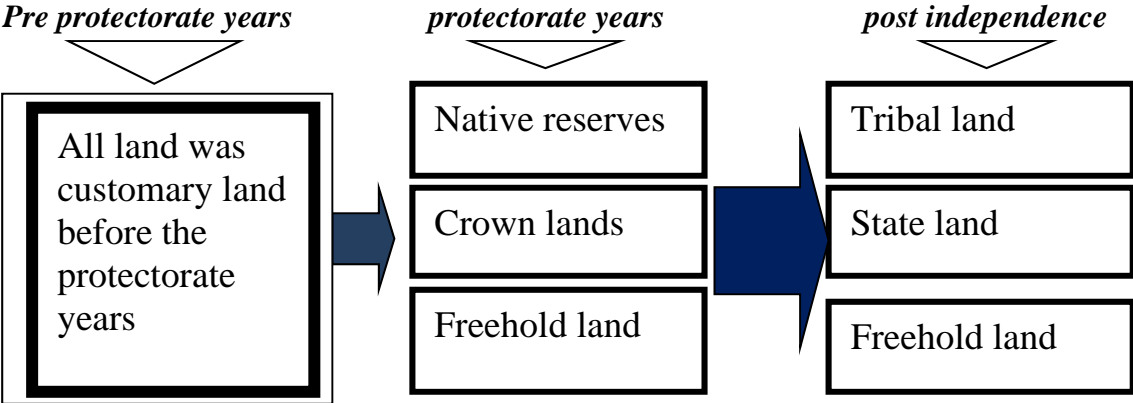 Pre protectorate years
protectorate years
post independence
All land was
customary land
before the
protectorate
years
Native reserves
Crown lands
Freehold land
Tribal land
State land
Freehold land